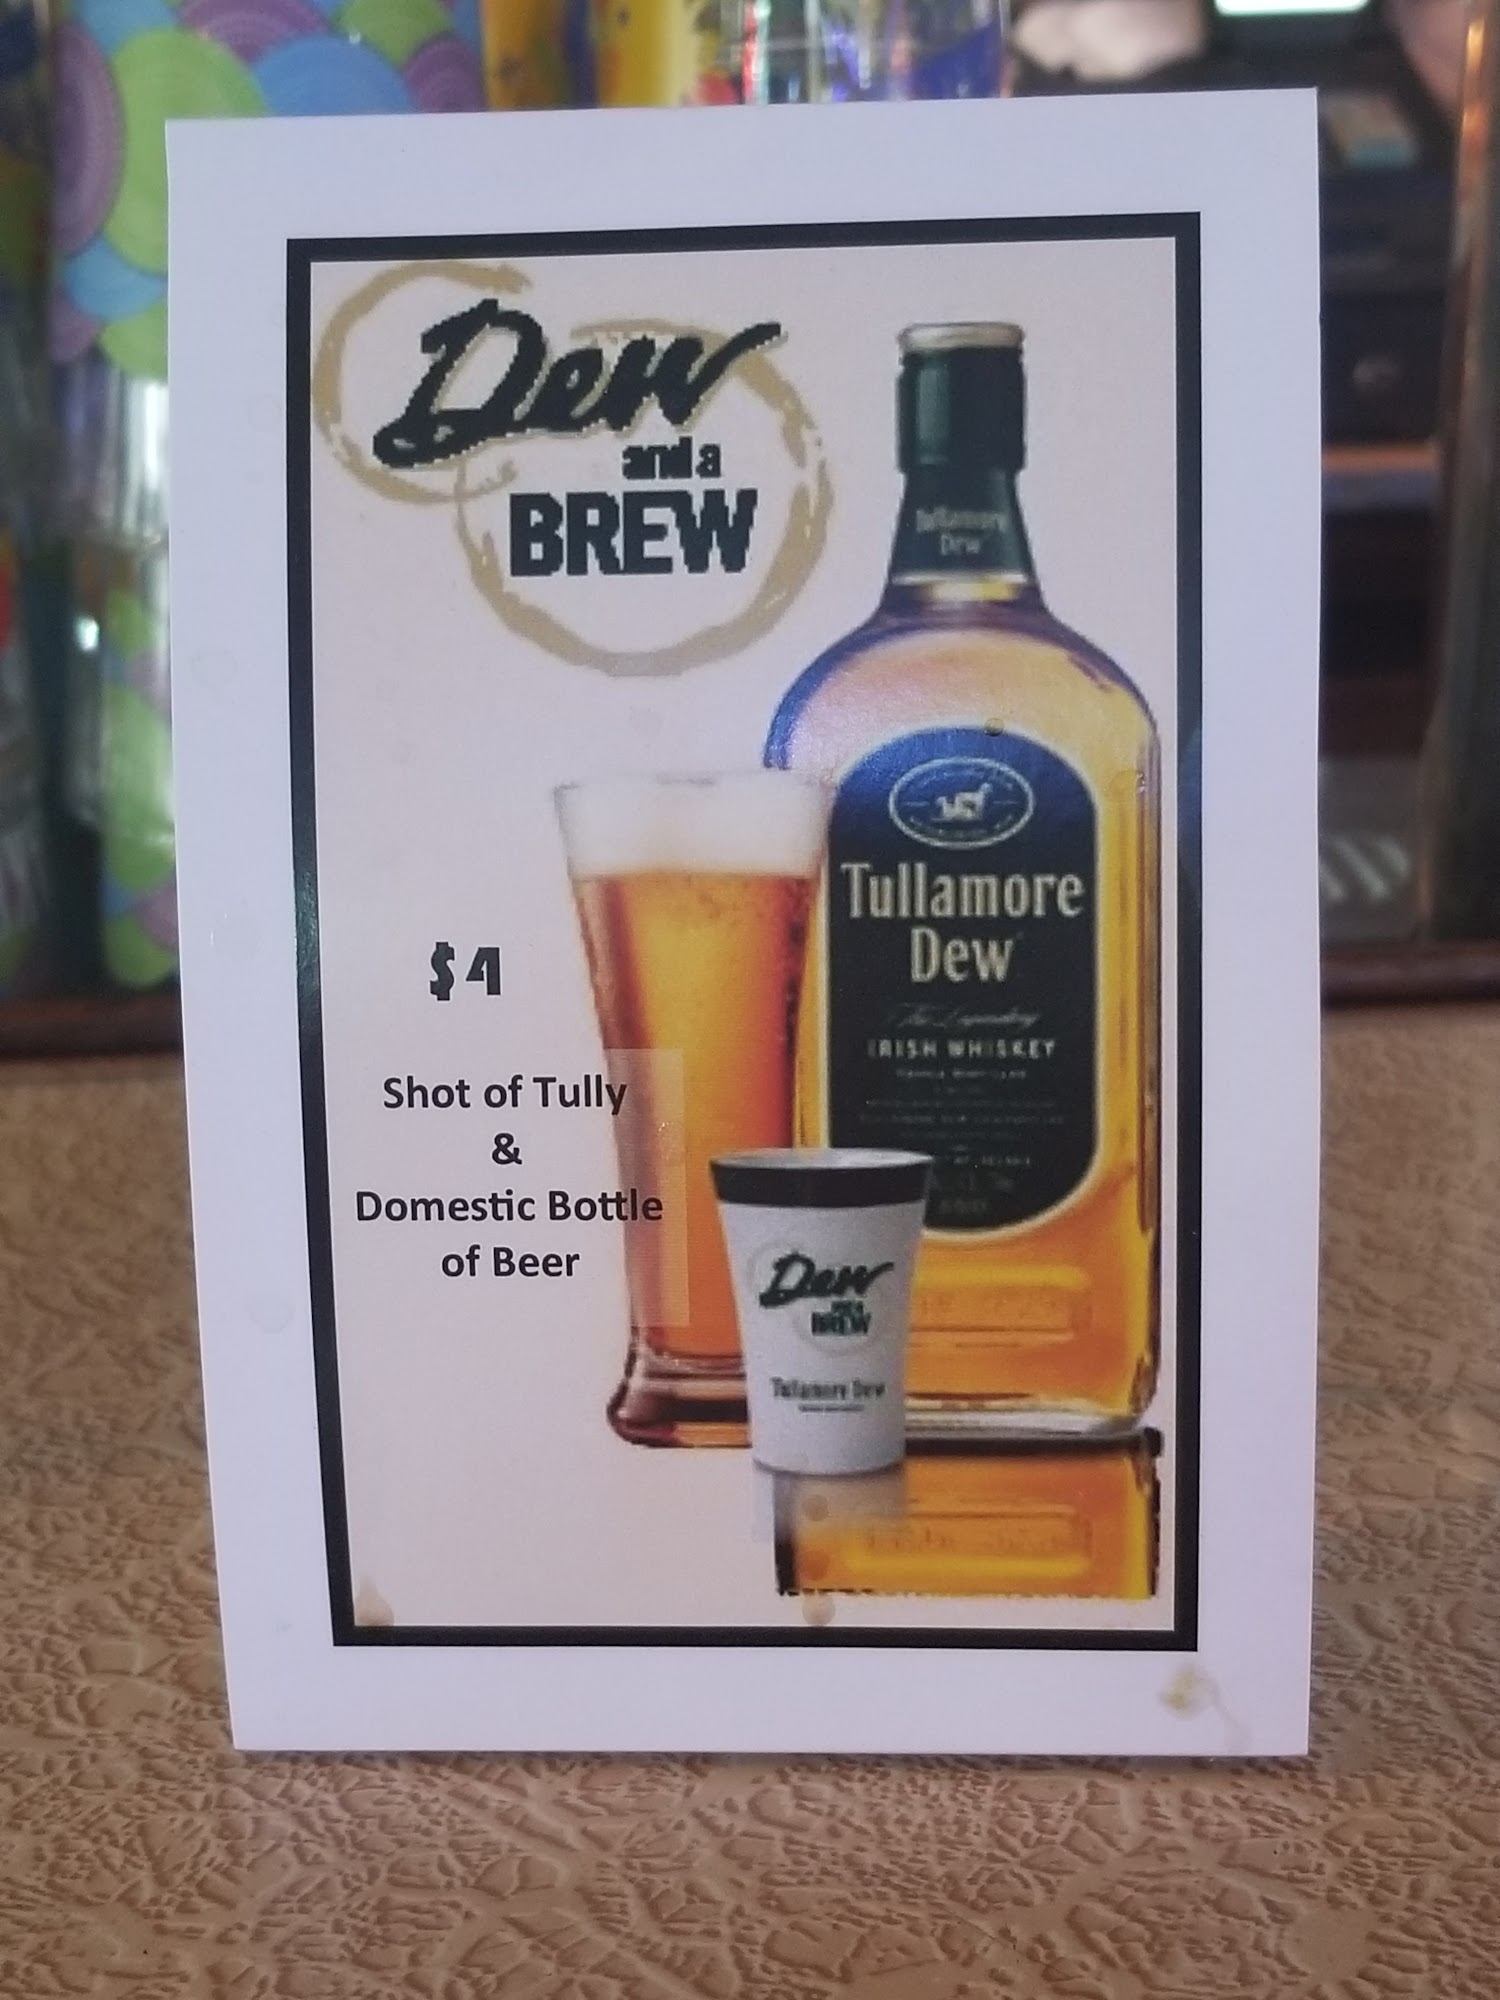 Dew
and a
BREW
Tullamore
Dew
Tullamore
Dew
The Legendary
IRISH WHISKEY
$4
Shot of Tully
&
Domestic Bottle
of Beer
Dew
and a
BREW
Tullamore Dew